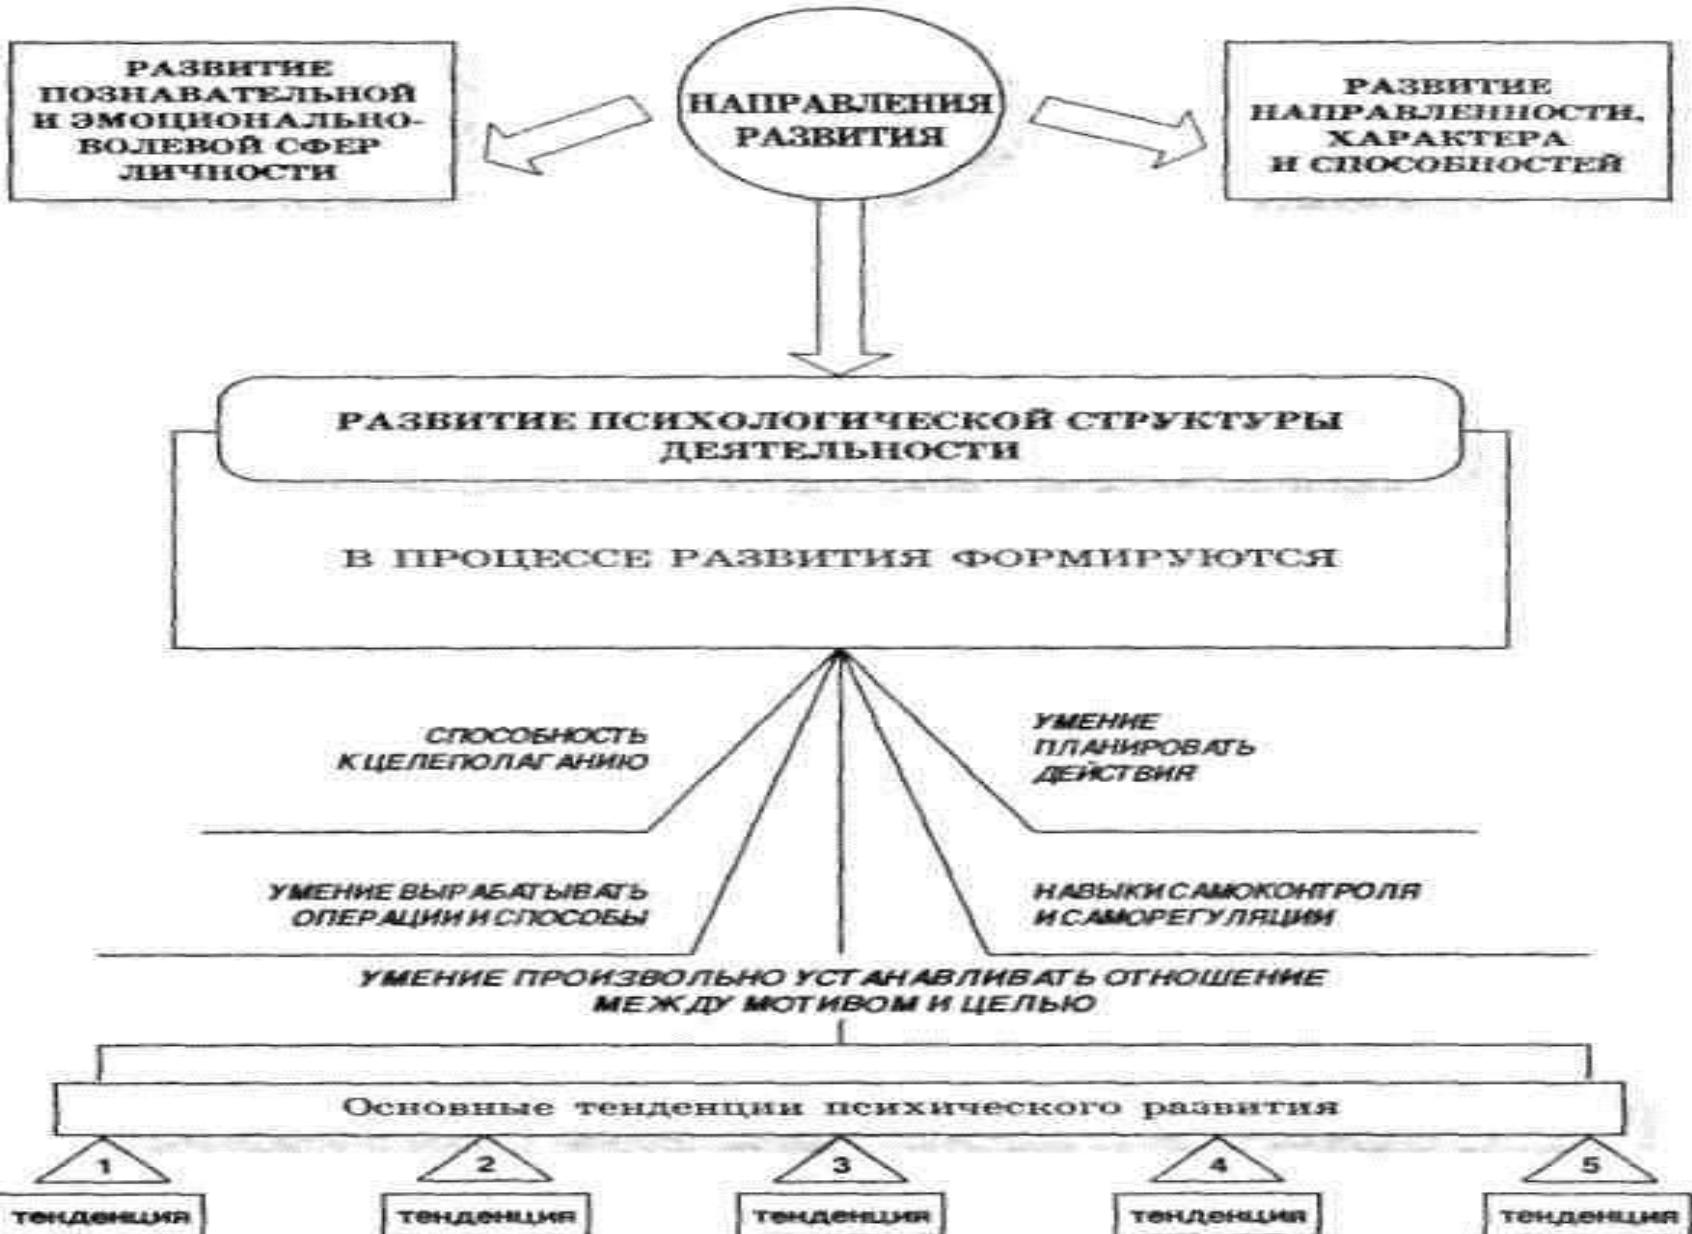 РАЗВИТИЕ
ПОЗНАВАТЕЛЬНОЙ
И ЭМОЦИОНАЛЬНО-
ВОЛЕВОЙ СФЕР
ЛИЧНОСТИ
НАПРАВЛЕНИЯ
РАЗВИТИЯ
РАЗВИТИЕ
НАПРАВЛЕННОСТИ,
ХАРАКТЕРА
И СПОСОБНОСТЕЙ
РАЗВИТИЕ ПСИХОЛОГИЧЕСКОЙ СТРУКТУРЫ
ДЕЯТЕЛЬНОСТИ
В ПРОЦЕССЕ РАЗВИТИЯ ФОРМИРУЮТСЯ
СПОСОБНОСТЬ
К ЦЕЛЕПОЛАГАНИЮ
УМЕНИЕ
ПЛАНИРОВАТЬ
ДЕЙСТВИЯ
УМЕНИЕ ВЫРАБАТЫВАТЬ
ОПЕРАЦИИ И СПОСОБЫ
НАВЫКИ САМОКОНТРОЛЯ
И САМОРЕГУЛЯЦИИ
УМЕНИЕ ПРОИЗВОЛЬНО УСТАНАВЛИВАТЬ ОТНОШЕНИЕ
МЕЖДУ МОТИВОМ И ЦЕЛЬЮ
Основные тенденции психического развития
1
2
3
4
5
тенденция
тенденция
тенденция
тенденция
тенденция